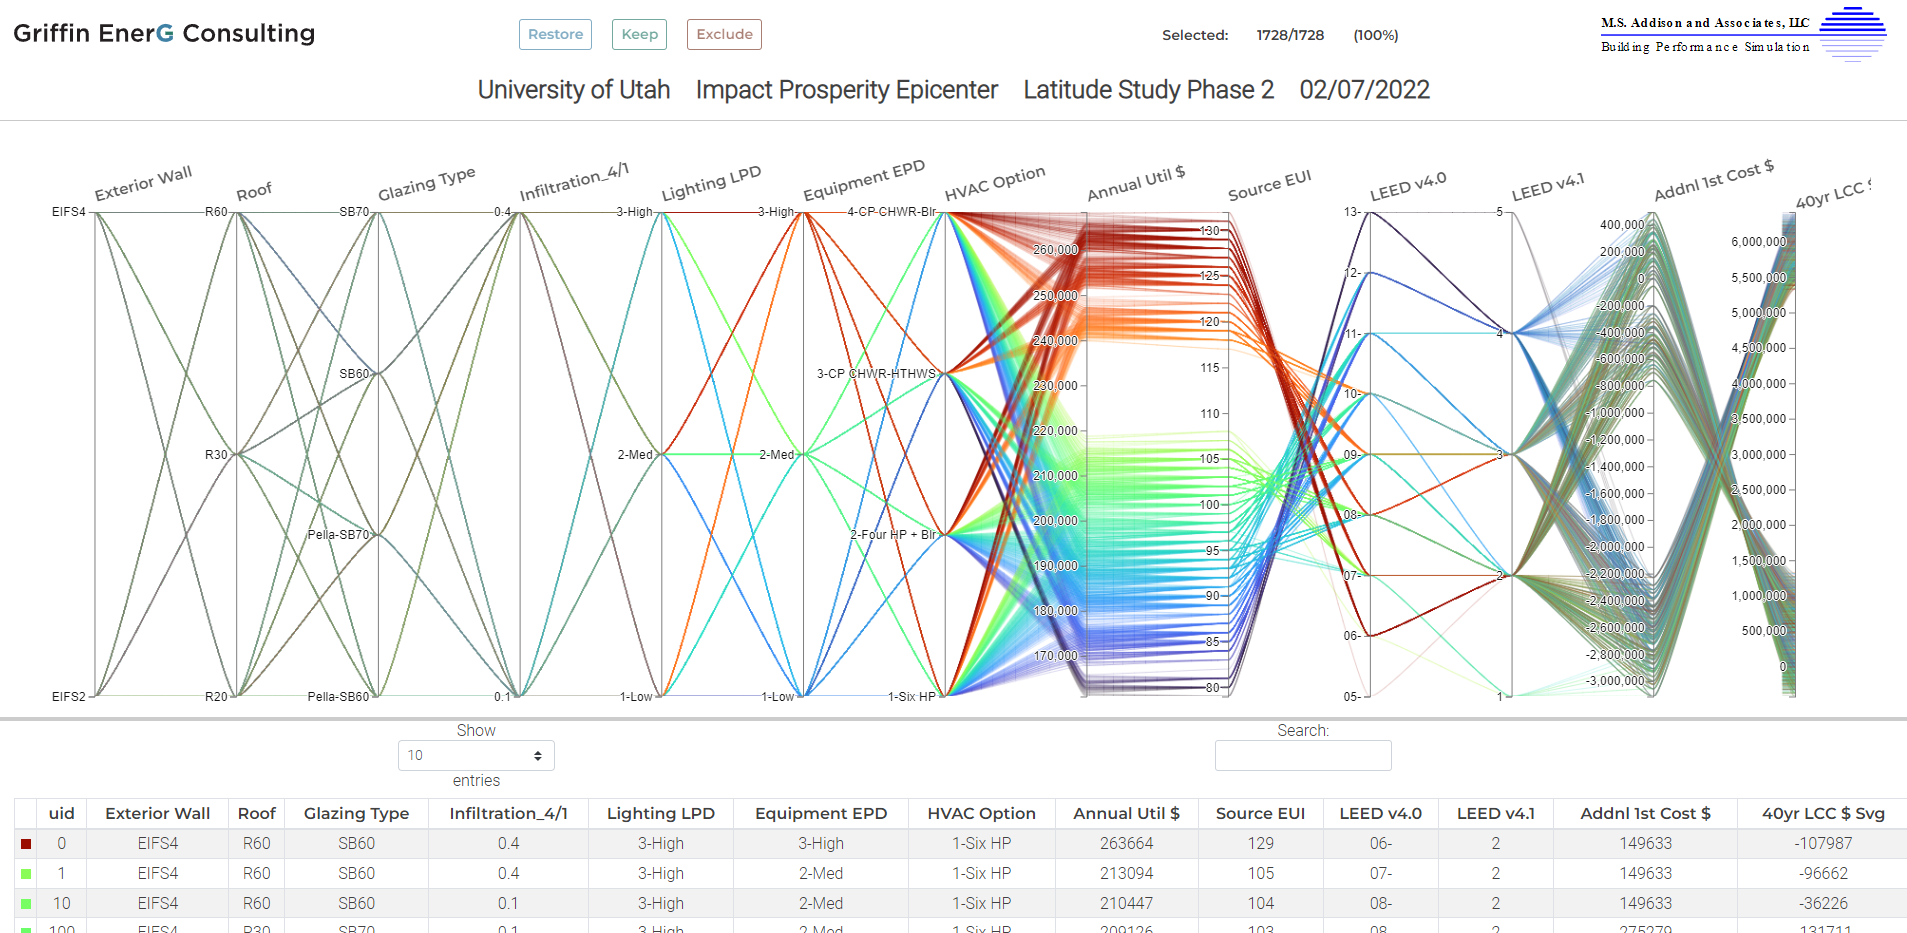 Griffin EnerG Consulting
Restore Keep Exclude
Selected: 1728/1728 (100%)
M.S. Addison and Associates, LLC
Building Performance Simulation
University of Utah Impact Prosperity Epicenter Latitude Study Phase 2 02/07/2022
Exterior Wall
EIFS4
EIFS2
Roof
R60
R30
R20
Glazing Type
SB70
SB60
Pella-SB70
Pella-SB60
Infiltration_4/1
0.4
0.1
Lighting LPD
3-High
2-Med
1-Low
Equipment EPD
3-High
2-Med
1-Low
HVAC Option
4-CP CHWR-Blr
3-CP CHWR-HTHWS
2-Four HP + Blr
1-Six HP
Annual Util $
260,000
250,000
240,000
230,000
220,000
210,000
200,000
190,000
180,000
170,000
Source EUI
130
125
120
115
110
105
100
95
90
85
80
LEED v4.0
13-
12-
11-
10-
09-
08-
07-
06-
05-
LEED v4.1
5
4
3
2
1
Addnl 1st Cost $
400,000
200,000
0
-200,000
-400,000
-600,000
-800,000
-1,000,000
-1,200,000
-1,400,000
-1,600,000
-1,800,000
-2,000,000
-2,200,000
-2,400,000
-2,600,000
-2,800,000
-3,000,000
40yr LCC $
6,000,000
5,500,000
5,000,000
4,500,000
4,000,000
3,500,000
3,000,000
2,500,000
2,000,000
1,500,000
1,000,000
500,000
0
Show
10
entries
Search:
uid Exterior Wall Roof Glazing Type Infiltration_4/1 Lighting LPD Equipment EPD HVAC Option Annual Util $ Source EUI LEED v4.0 LEED v4.1 Addnl 1st Cost $ 40yr LCC $ Svg
0 EIFS4 R60 SB60 0.4 3-High 3-High 1-Six HP 263664 129 06- 2 149633 -107987
1 EIFS4 R60 SB60 0.4 3-High 2-Med 1-Six HP 213094 105 07- 2 149633 -96662
10 EIFS4 R60 SB60 0.1 3-High 2-Med 1-Six HP 210447 104 08- 2 149633 -36226
100 EIFS4 R30 SB70 0.1 3-High 2-Med 1-Six HP 209126 103 08- 2 275279 -131711